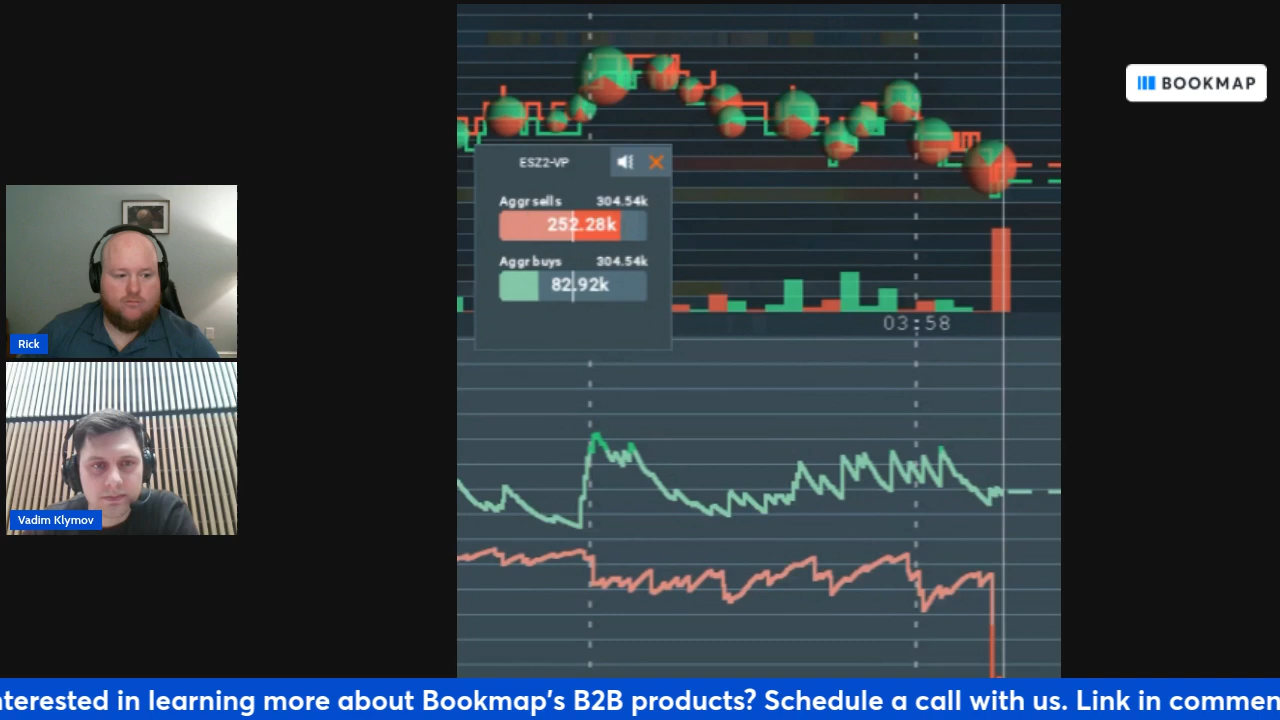 BOOKMAP
ESZ2-VP
Aggr sells 304.54k
252.28k
Aggr buys 304.54k
82.92k
03:58
Rick
Vadim Klymov
nterested in learning more about Bookmap's B2B products? Schedule a call with us. Link in commen